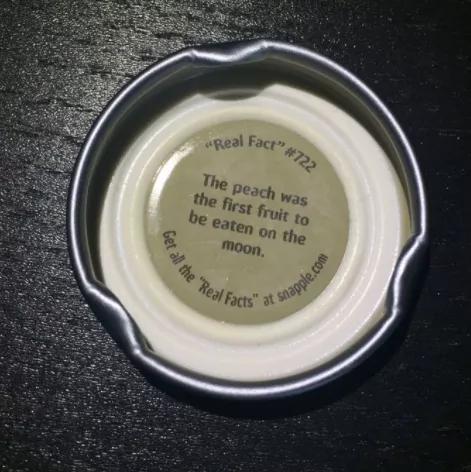 "Real Fact" #722
The peach was
the first fruit to
be eaten on the
moon.
Get all the "Real Facts" at snapple.com